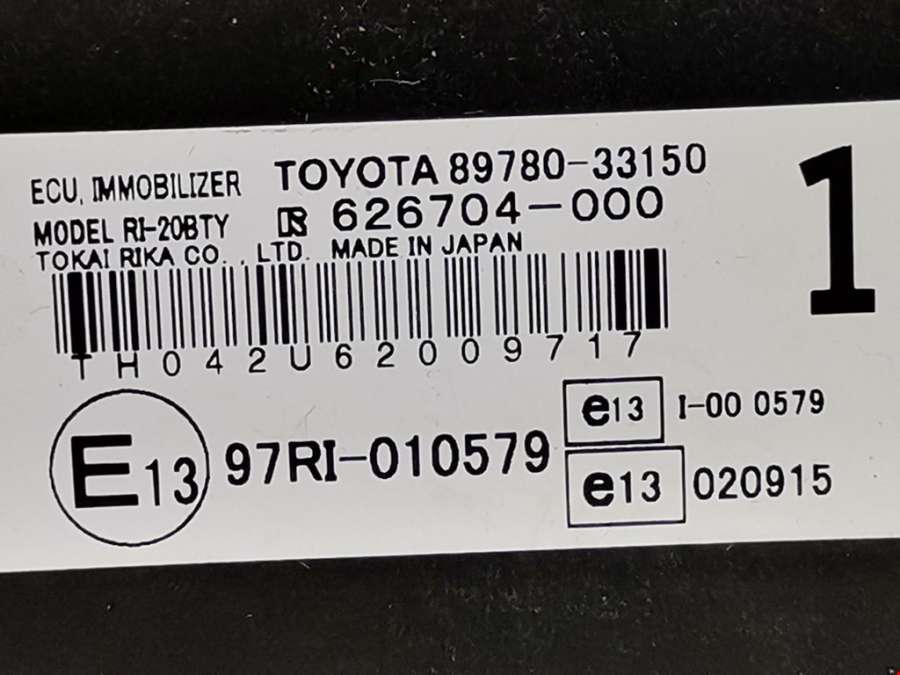 ECU, IMMOBILIZER TOYOTA 89780-33150
MODEL RI-20BTY 626704-000
TOKAI RIKA CO., LTD. MADE IN JAPAN
TH042U62009717
1
E13 97RI-010579
e13 I-00 0579
e13 020915